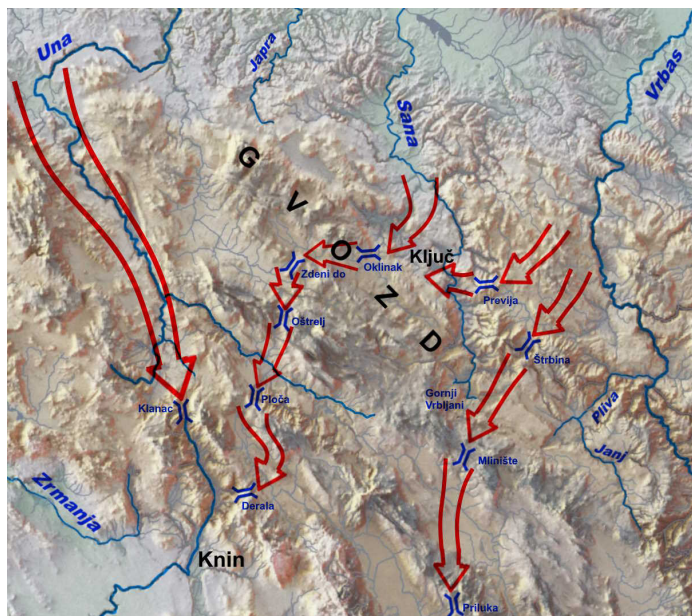 Una
Japra
Sana
Vrbas
G V O Z D
Ključ
Oklinak
Zdeni do
Previja
Oštrelj
Štrbina
Ploča
Klanac
Gornji
Vrbljani
Pliva
Janj
Mlinište
Zrmanja
Derala
Knin
Priluka